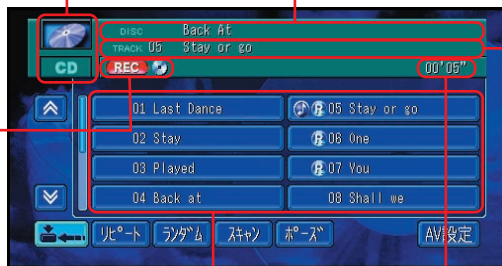 DISC Back At
TRACK 05 Stay or go
CD REC 00'05"
01 Last Dance
05 Stay or go
02 Stay
06 One
03 Played
07 You
04 Back at
08 Shall we
リピート ランダム スキャン ポーズ AV設定